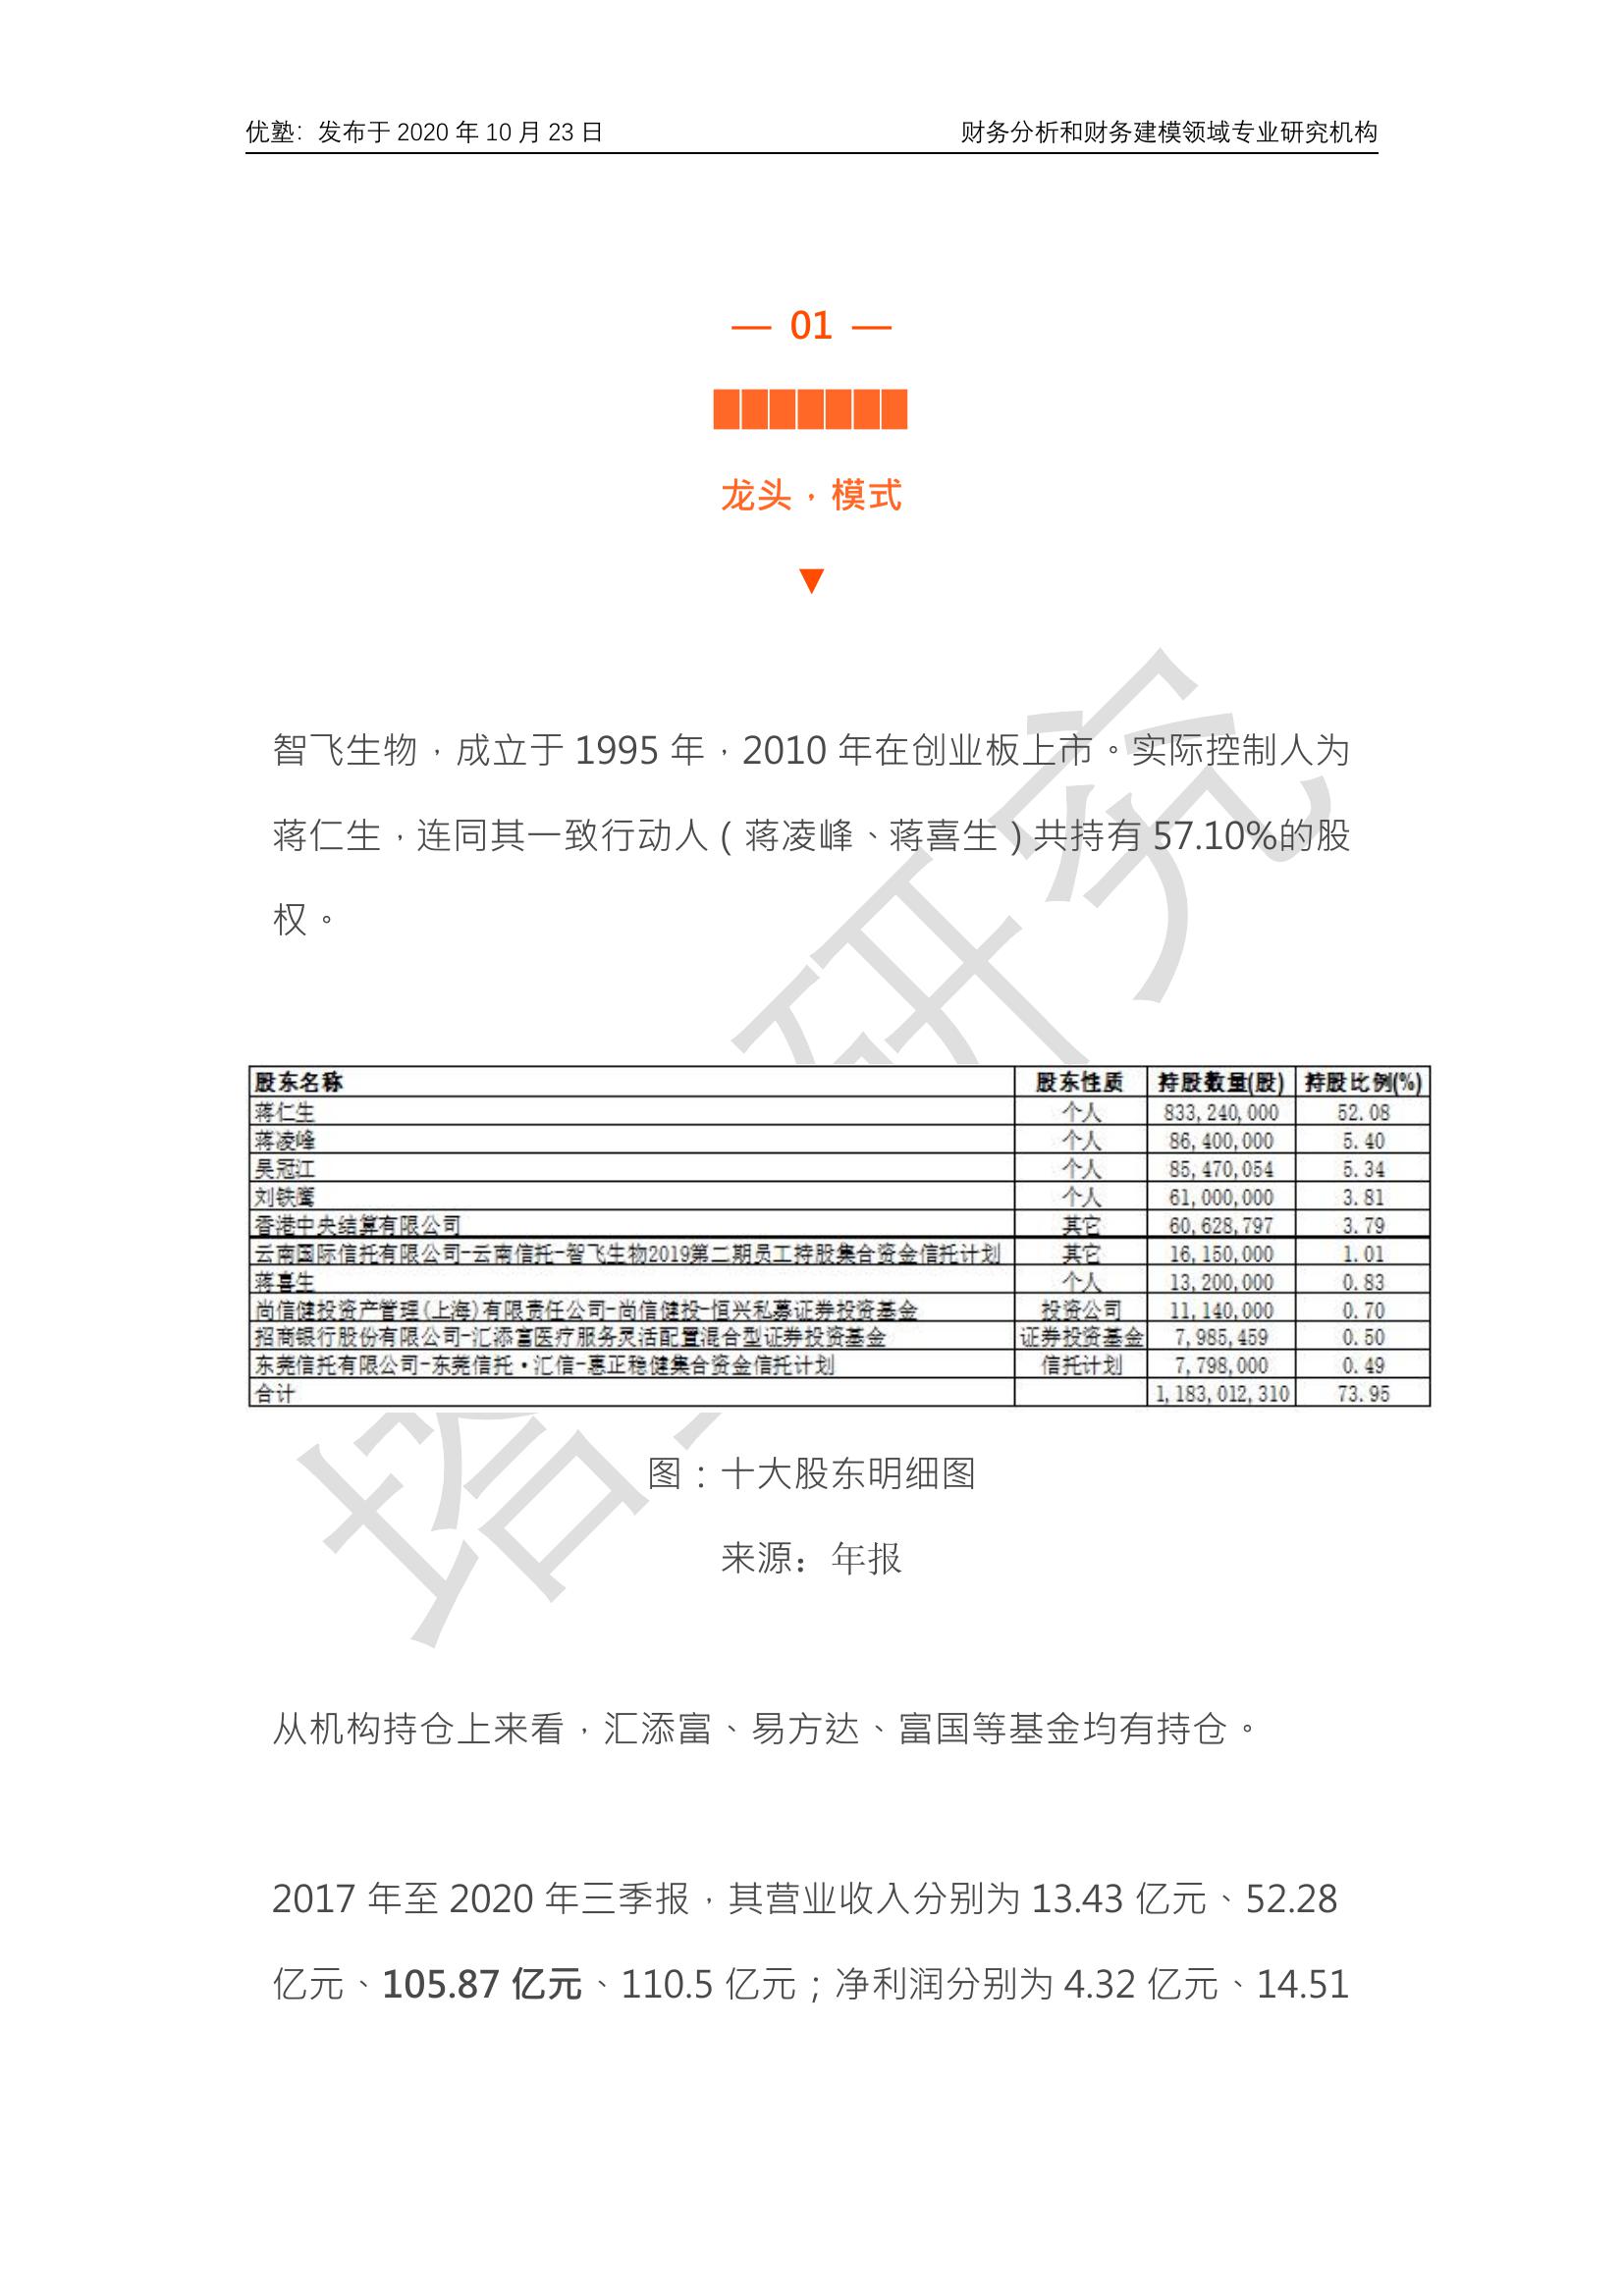 优塾：发布于 2020 年 10 月 23 日 财务分析和财务建模领域专业研究机构
— 01 —
███████
龙头，模式
▼
智飞生物，成立于 1995 年，2010 年在创业板上市。实际控制人为
蒋仁生，连同其一致行动人（蒋凌峰、蒋喜生）共持有 57.10%的股
权。
股东名称 股东性质 持股数量(股) 持股比例(%)
蒋仁生 个人 833,240,000 52.08
蒋凌峰 个人 86,400,000 5.40
吴冠江 个人 85,470,054 5.34
刘铁鹰 个人 61,000,000 3.81
香港中央结算有限公司 其它 60,628,797 3.79
云南国际信托有限公司-云南信托-智飞生物2019第二期员工持股集合资金信托计划 其它 16,150,000 1.01
蒋喜生 个人 13,200,000 0.83
尚信健投资产管理(上海)有限责任公司-尚信健投-恒兴私募证券投资基金 投资公司 11,140,000 0.70
招商银行股份有限公司-汇添富医疗服务灵活配置混合型证券投资基金 证券投资基金 7,985,459 0.50
东莞信托有限公司-东莞信托·汇信-惠正稳健集合资金信托计划 信托计划 7,798,000 0.49
合计 1,183,012,310 73.95
图：十大股东明细图
来源：年报
从机构持仓上来看，汇添富、易方达、富国等基金均有持仓。
2017 年至 2020 年三季报，其营业收入分别为 13.43 亿元、52.28
亿元、105.87 亿元、110.5 亿元；净利润分别为 4.32 亿元、14.51
研究